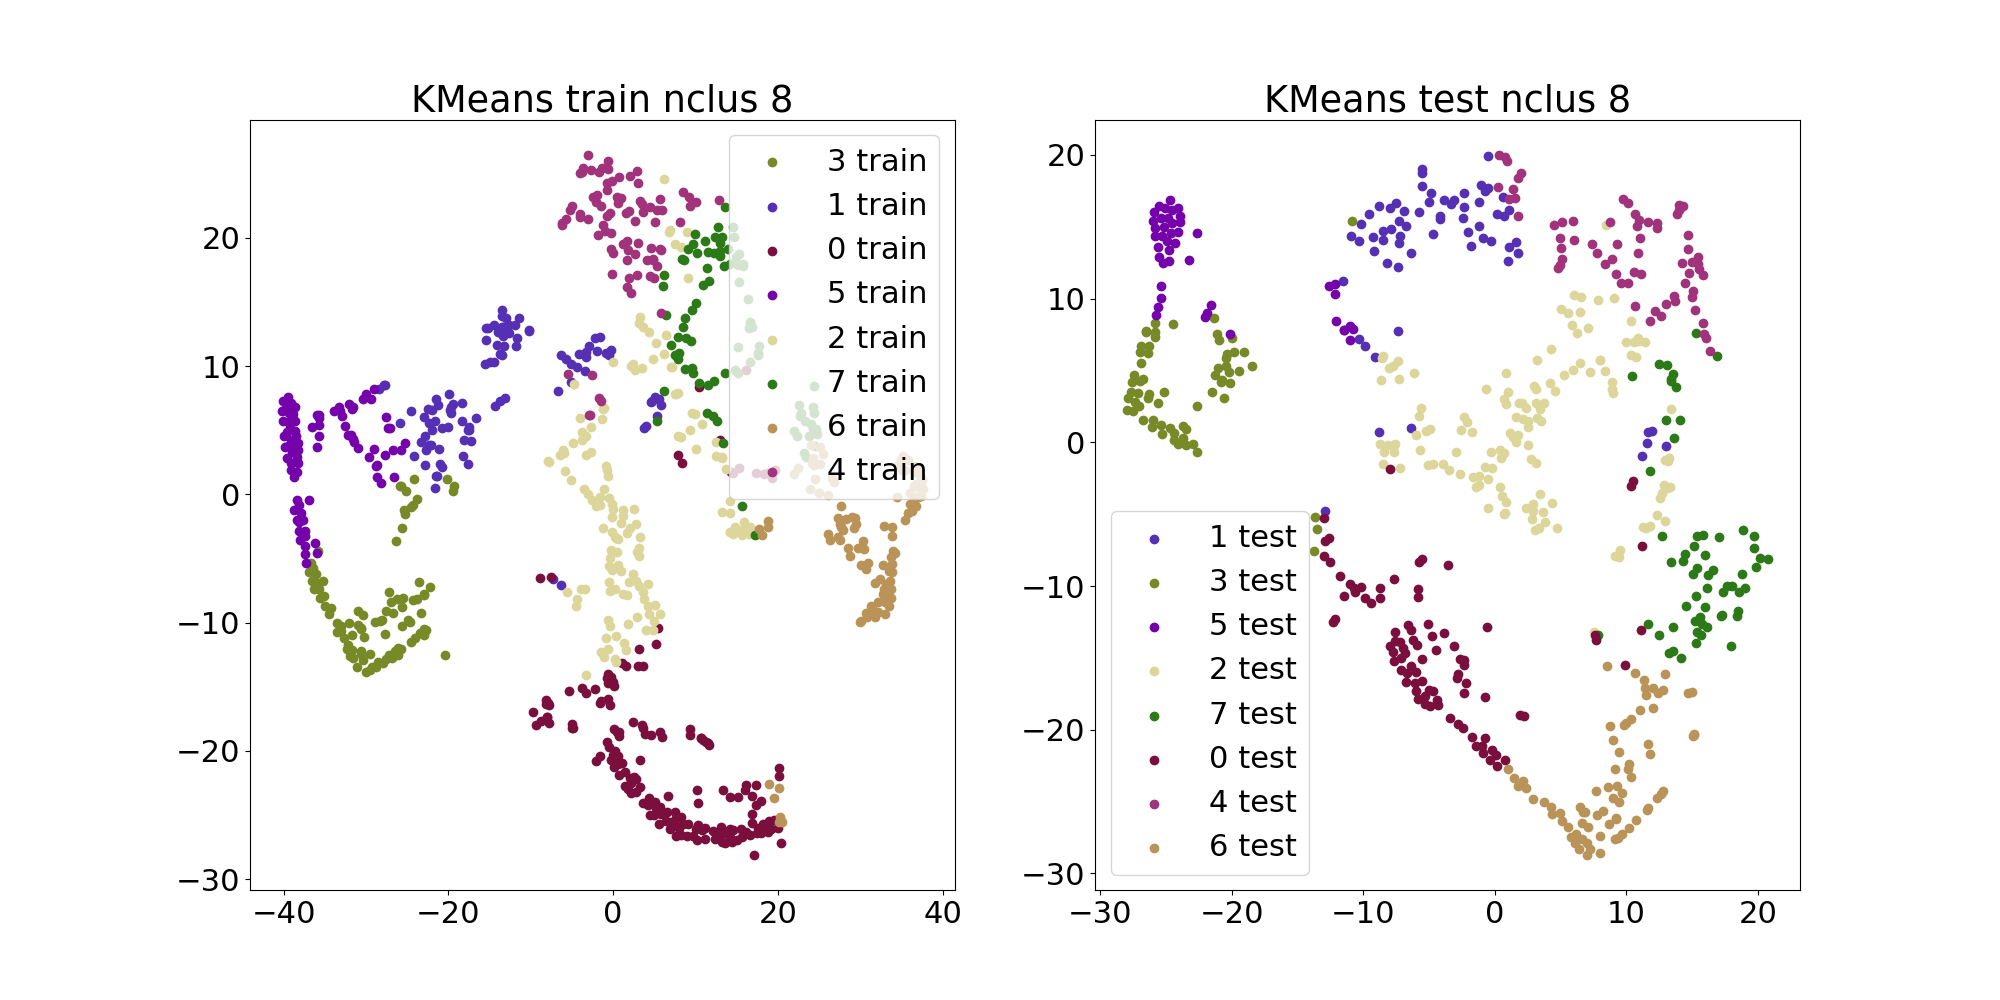 KMeans train nclus 8
20
10
0
−10
−20
−30
−40
−20
0
20
40
3 train
1 train
0 train
5 train
2 train
7 train
6 train
4 train
KMeans test nclus 8
20
10
0
−10
−20
−30
−30
−20
−10
0
10
20
1 test
3 test
5 test
2 test
7 test
0 test
4 test
6 test